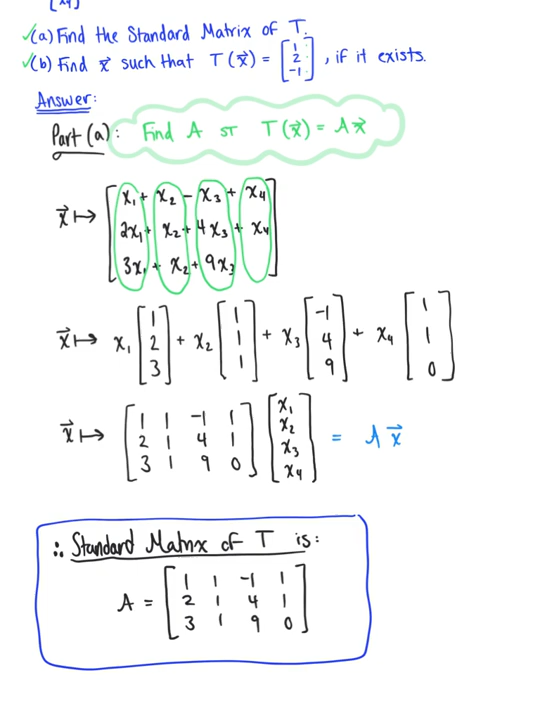 [x4]
(a) Find the Standard Matrix of T.
(b) Find x⃗ such that T(x⃗) = [1 2 -1], if it exists.
Answer:
Part (a): Find A st T(x⃗) = Ax⃗
x⃗ ↦ [x1 + x2 - x3 + x4
2x1 + x2 + 4x3 + x4
3x1 + x2 + 9x3]
x⃗ ↦ x1 [1 2 3] + x2 [1 1 1] + x3 [-1 4 9] + x4 [1 1 0]
x⃗ ↦ [1 1 -1 1
2 1 4 1
3 1 9 0] [x1 x2 x3 x4] = Ax⃗
∴ Standard Matrix of T is:
A = [1 1 -1 1
2 1 4 1
3 1 9 0]